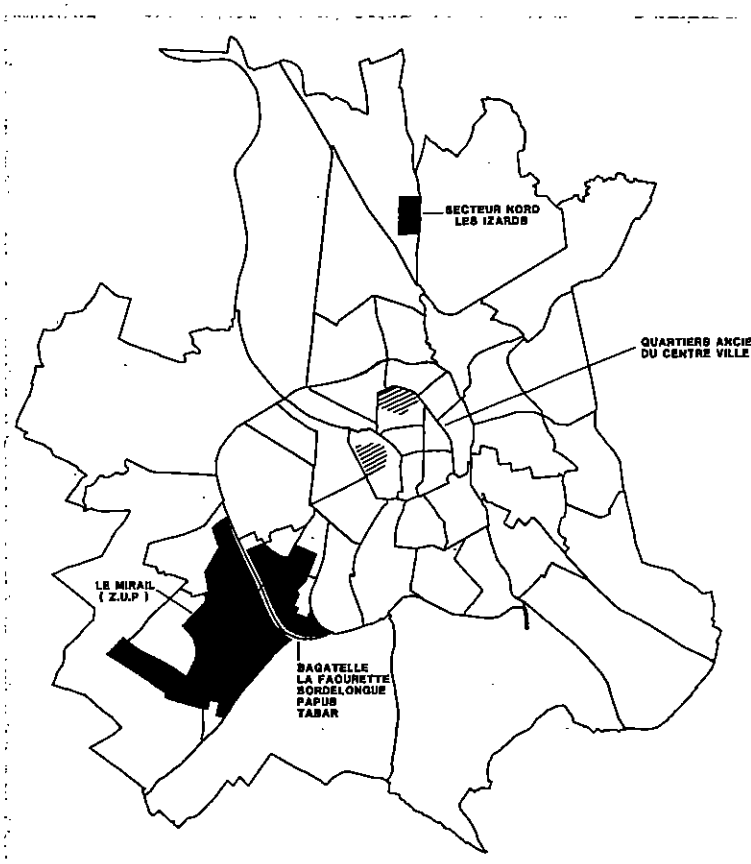 SECTEUR NORD
LES IZARDS
QUARTIERS ANCIE
DU CENTRE VILLE
LE MIRAIL
( Z.U.P )
BAGATELLE
LA FAOURETTE
BORDELONGUE
PAPUS
TABAR